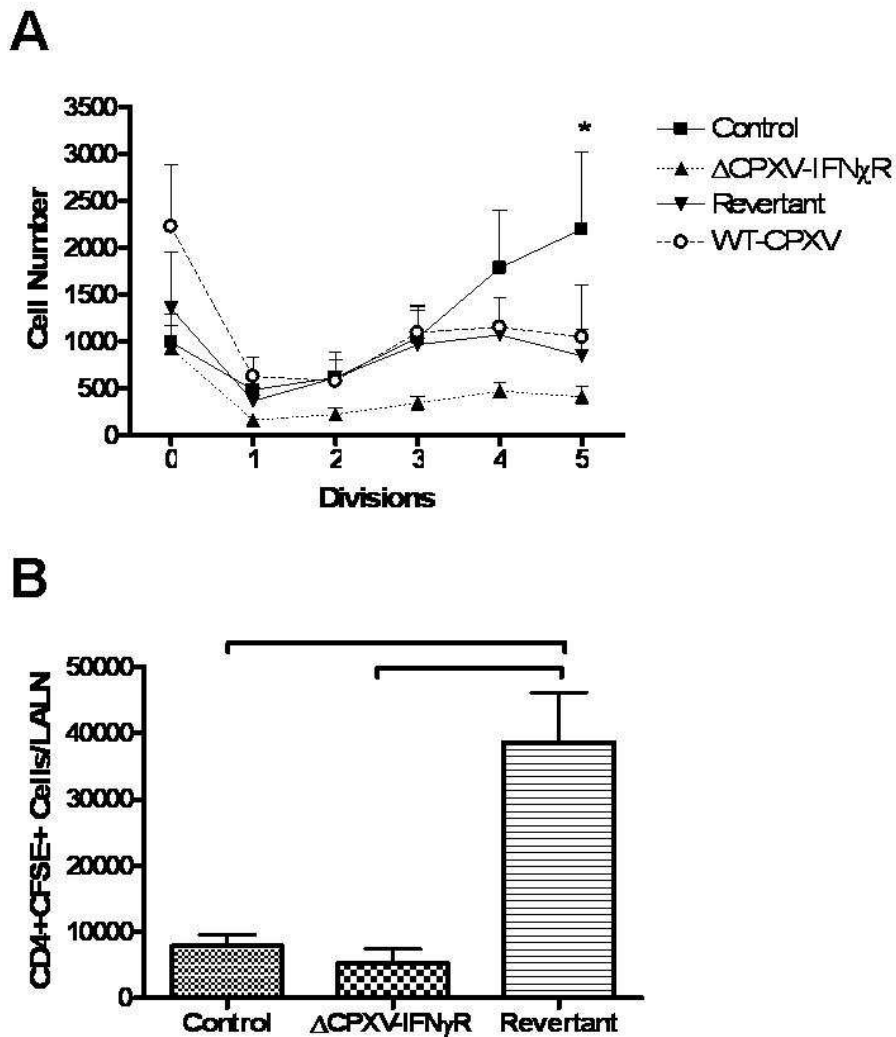 A
3500
3000
2500
2000
1500
1000
500
0
Cell Number
0 1 2 3 4 5
Divisions
*
Control
ΔCPXV-IFNχR
Revertant
WT-CPXV
B
50000
40000
30000
20000
10000
0
CD4+CFSE+ Cells/LALN
Control ΔCPXV-IFNγR Revertant